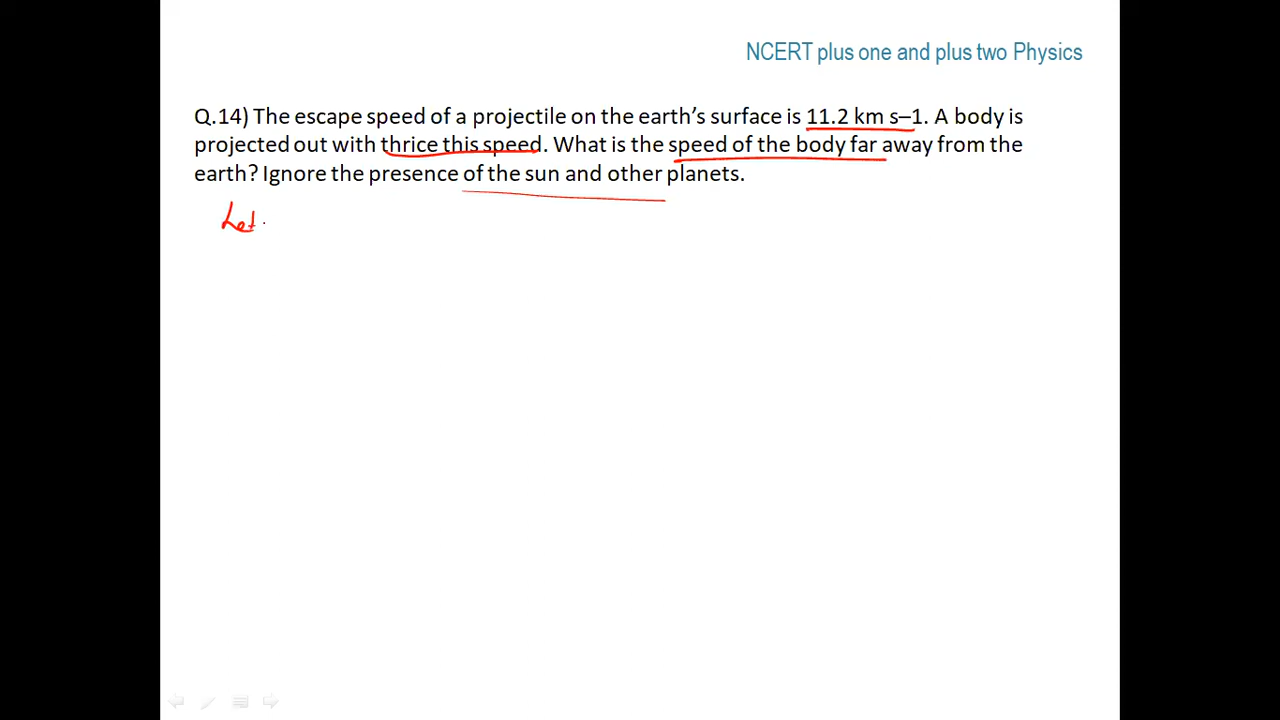 NCERT plus one and plus two Physics
Q.14) The escape speed of a projectile on the earth’s surface is 11.2 km s–1. A body is
projected out with thrice this speed. What is the speed of the body far away from the
earth? Ignore the presence of the sun and other planets.
Let